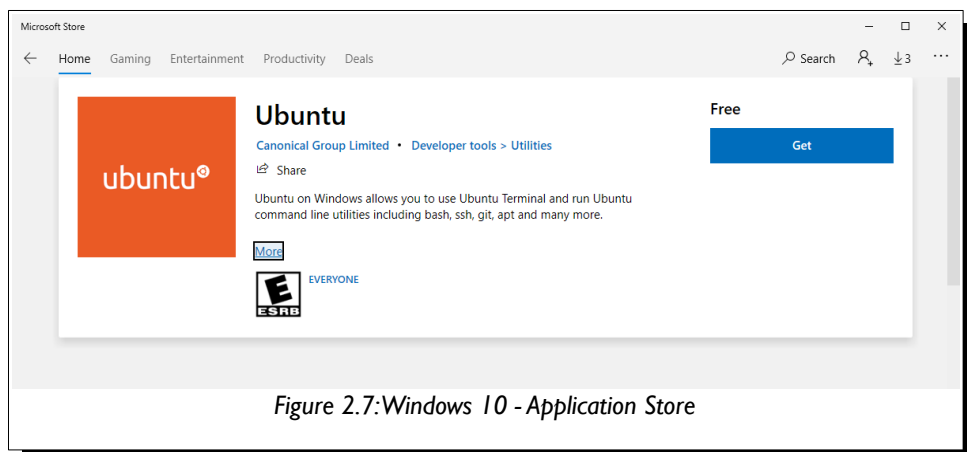 Microsoft Store
Home Gaming Entertainment Productivity Deals Search 3
ubuntu
Ubuntu
Canonical Group Limited • Developer tools > Utilities
Share
Ubuntu on Windows allows you to use Ubuntu Terminal and run Ubuntu
command line utilities including bash, ssh, git, apt and many more.
More
E
ESRB
EVERYONE
Free
Get
Figure 2.7:Windows 10 - Application Store